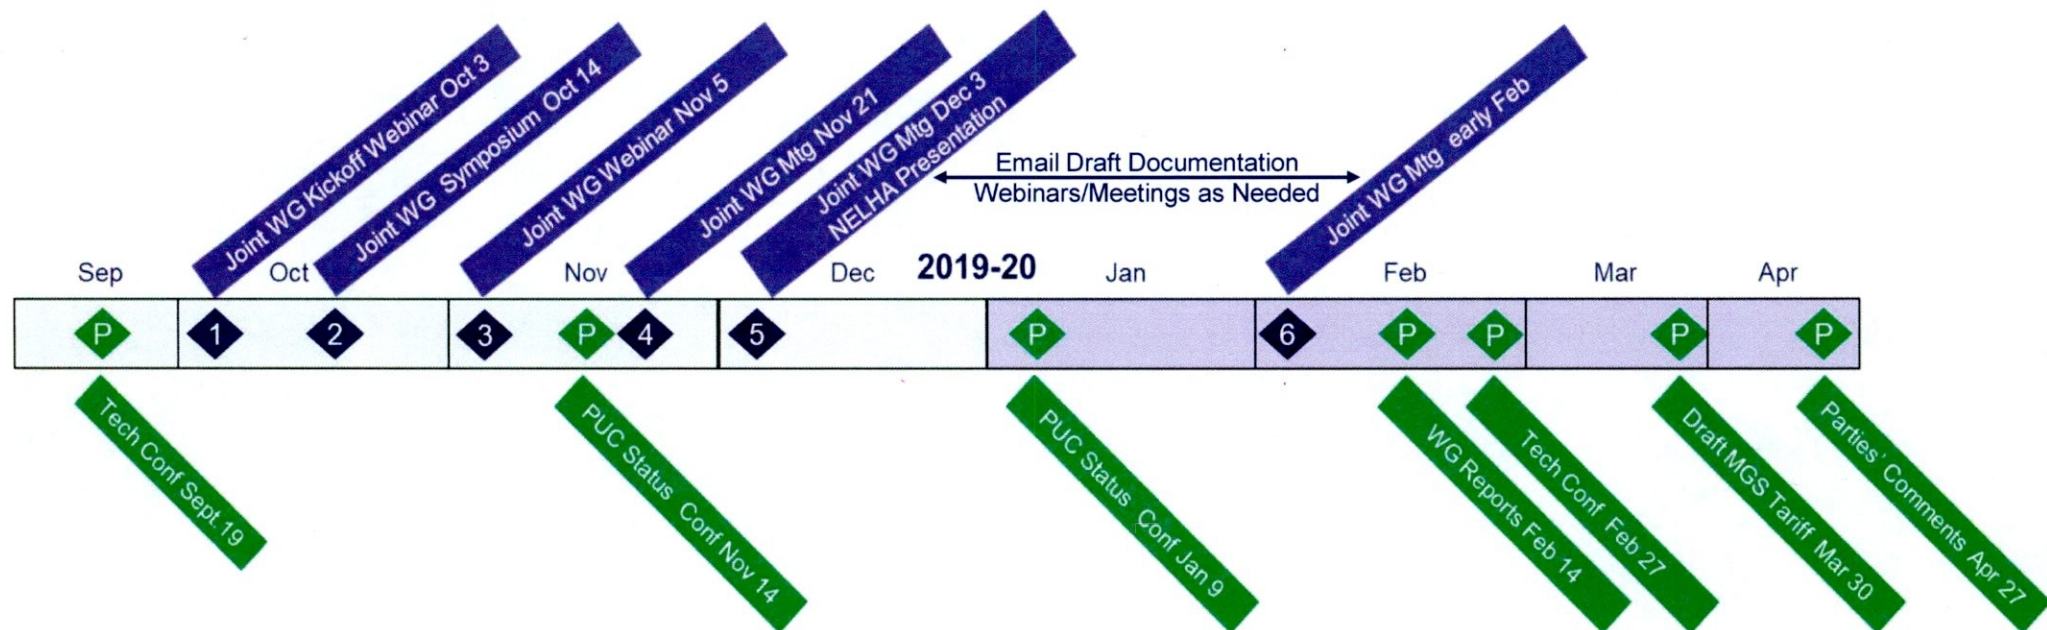 Joint WG Kickoff Webinar Oct 3
Joint WG Symposium Oct 14
Joint WG Webinar Nov 5
Joint WG Mtg Nov 21
Joint WG Mtg Dec 3
NELHA Presentation
Email Draft Documentation
Webinars/Meetings as Needed
Joint WG Mtg early Feb
Sep
Oct
Nov
Dec
2019-20
Jan
Feb
Mar
Apr
P
1
2
3
P
4
5
P
6
P
P
P
P
Tech Conf Sept.19
PUC Status Conf Nov 14
PUC Status Conf Jan 9
WG Reports Feb 14
Tech Conf Feb 27
Draft MGS Tariff Mar 30
Parties' Comments Apr 27